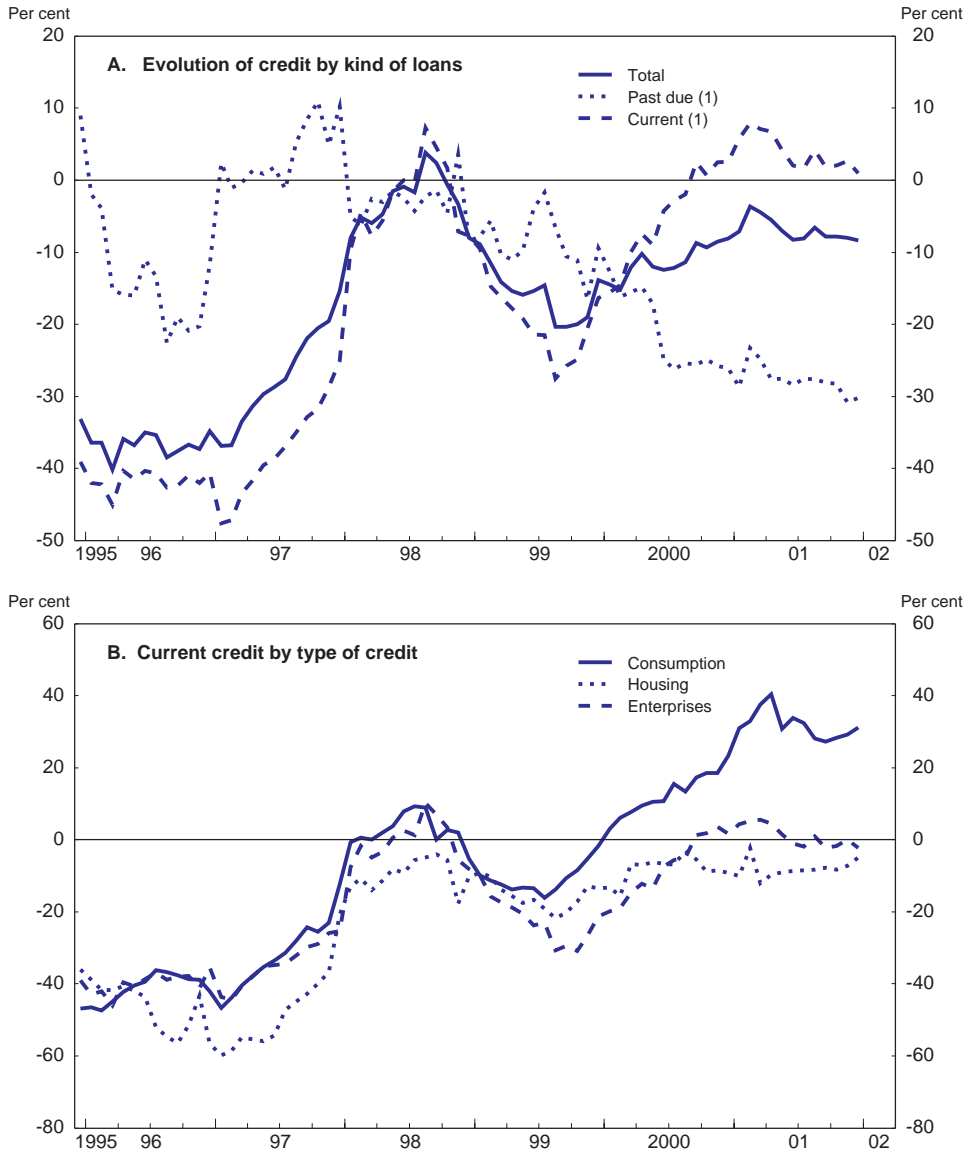 Per cent Per cent
20 20
A. Evolution of credit by kind of loans
Total
Past due (1)
Current (1)
10 10
0 0
-10 -10
-20 -20
-30 -30
-40 -40
-50 -50
1995 96 97 98 99 2000 01 02
Per cent Per cent
60 60
B. Current credit by type of credit
Consumption
Housing
Enterprises
40 40
20 20
0 0
-20 -20
-40 -40
-60 -60
-80 -80
1995 96 97 98 99 2000 01 02